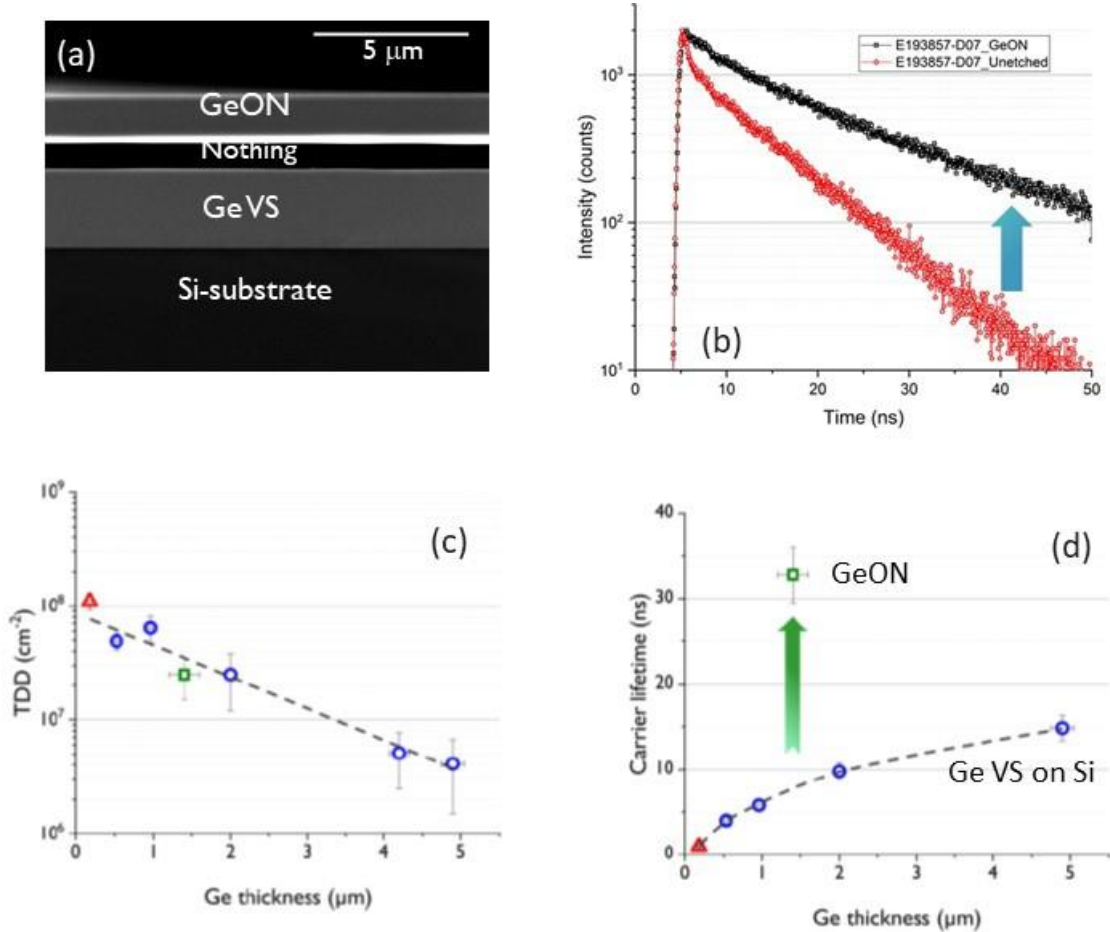 (a)
5 μm
GeON
Nothing
Ge VS
Si-substrate
E193857-D07_GeON
E193857-D07_Unetched
10³
10²
10¹
Intensity (counts)
(b)
0 10 20 30 40 50
Time (ns)
10⁹
10⁸
10⁷
10⁶
TDD (cm⁻²)
(c)
0 1 2 3 4 5
Ge thickness (μm)
40
30
20
10
0
Carrier lifetime (ns)
(d)
GeON
Ge VS on Si
0 1 2 3 4 5
Ge thickness (μm)